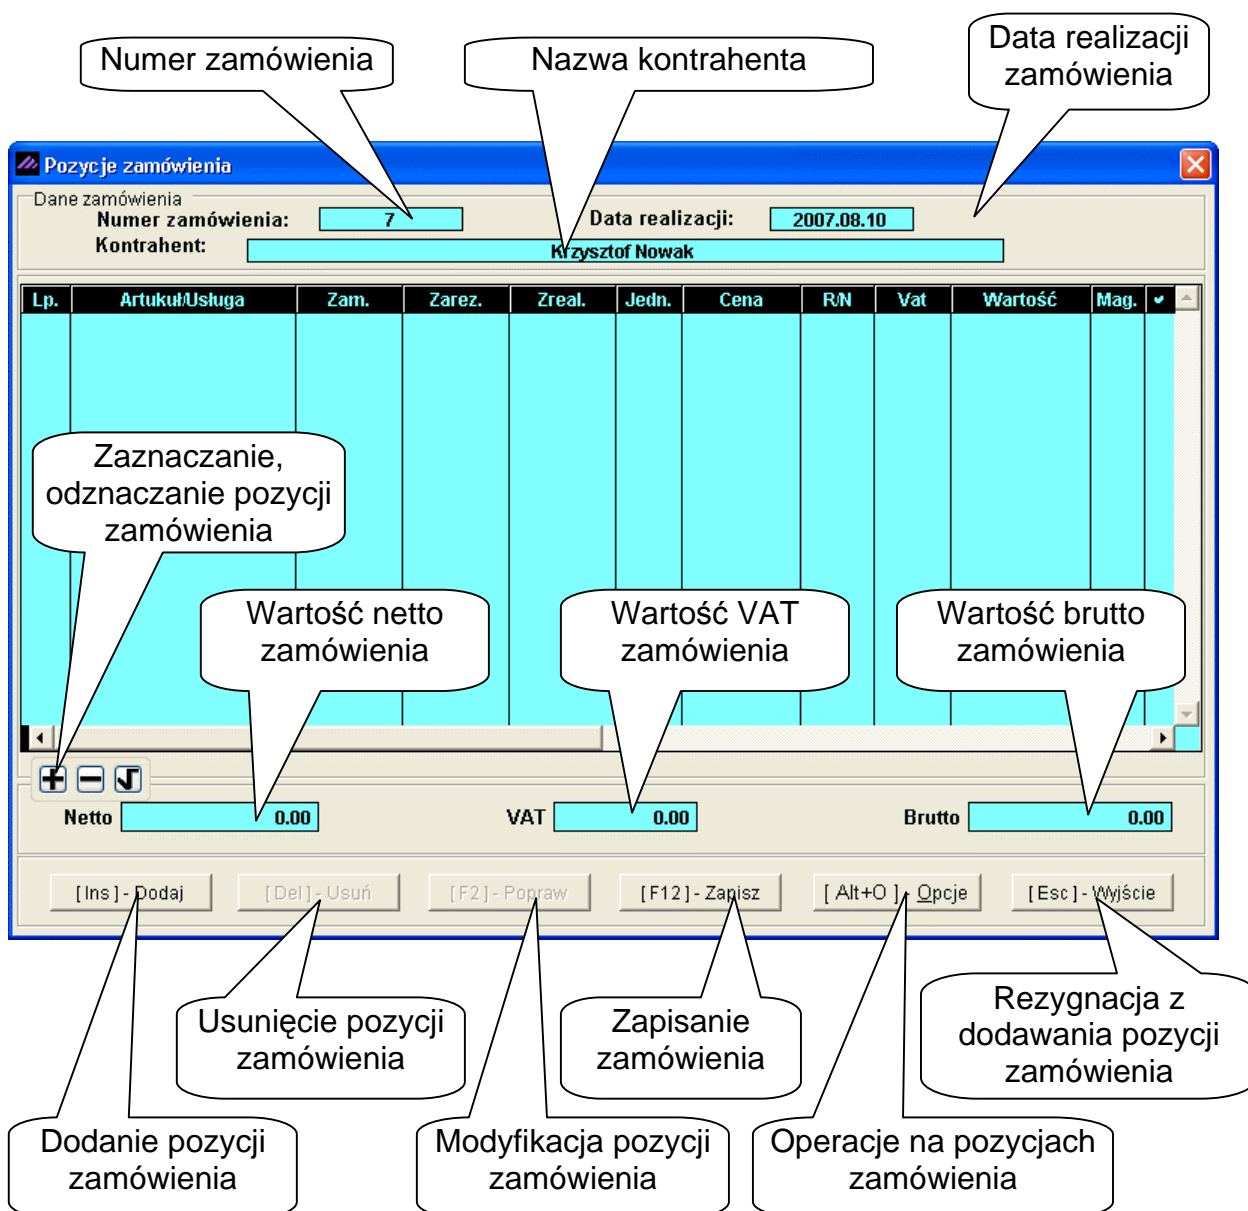 Numer zamówienia
Nazwa kontrahenta
Data realizacji
zamówienia
Pozycje zamówienia
Dane zamówienia
Numer zamówienia: 7 Data realizacji: 2007.08.10
Kontrahent: Krzysztof Nowak
Lp. Artukuł/Usługa Zam. Zarez. Zreal. Jedn. Cena R/N Vat Wartość Mag.
Zaznaczanie,
odznaczanie pozycji
zamówienia
Wartość netto
zamówienia
Wartość VAT
zamówienia
Wartość brutto
zamówienia
Netto 0.00 VAT 0.00 Brutto 0.00
[Ins] - Dodaj [Del] - Usuń [F2] - Popraw [F12] - Zapisz [Alt+O] - Opcje [Esc] - Wyjście
Usunięcie pozycji
zamówienia
Zapisanie
zamówienia
Rezygnacja z
dodawania pozycji
zamówienia
Dodanie pozycji
zamówienia
Modyfikacja pozycji
zamówienia
Operacje na pozycjach
zamówienia